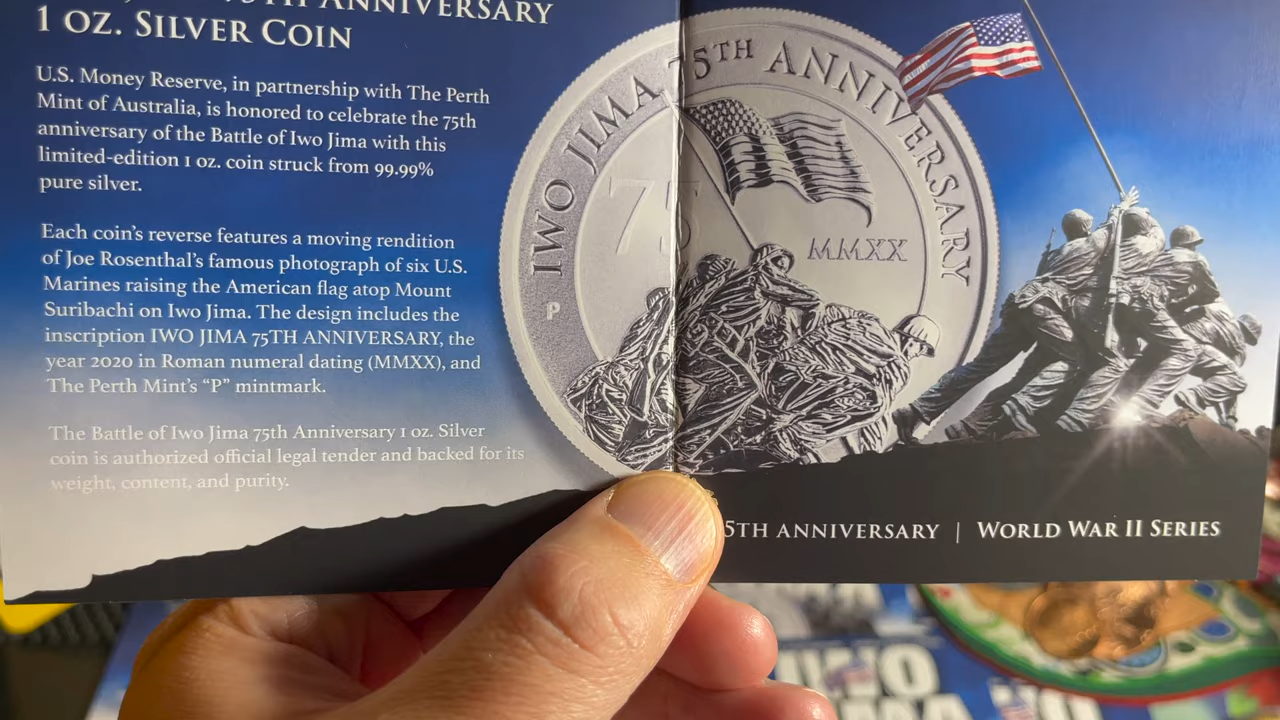 ANNIVERSARY
1 OZ. SILVER COIN
U.S. Money Reserve, in partnership with The Perth
Mint of Australia, is honored to celebrate the 75th
anniversary of the Battle of Iwo Jima with this
limited-edition 1 oz. coin struck from 99.99%
pure silver.
Each coin's reverse features a moving rendition
of Joe Rosenthal's famous photograph of six U.S.
Marines raising the American flag atop Mount
Suribachi on Iwo Jima. The design includes the
inscription IWO JIMA 75TH ANNIVERSARY, the
year 2020 in Roman numeral dating (MMXX), and
The Perth Mint's “P” mintmark.
The Battle of Iwo Jima 75th Anniversary 1 oz. Silver
coin is authorized official legal tender and backed for its
weight, content, and purity.
IWO JIMA 75TH ANNIVERSARY
75
MMXX
P
5TH ANNIVERSARY | WORLD WAR II SERIES
IWO